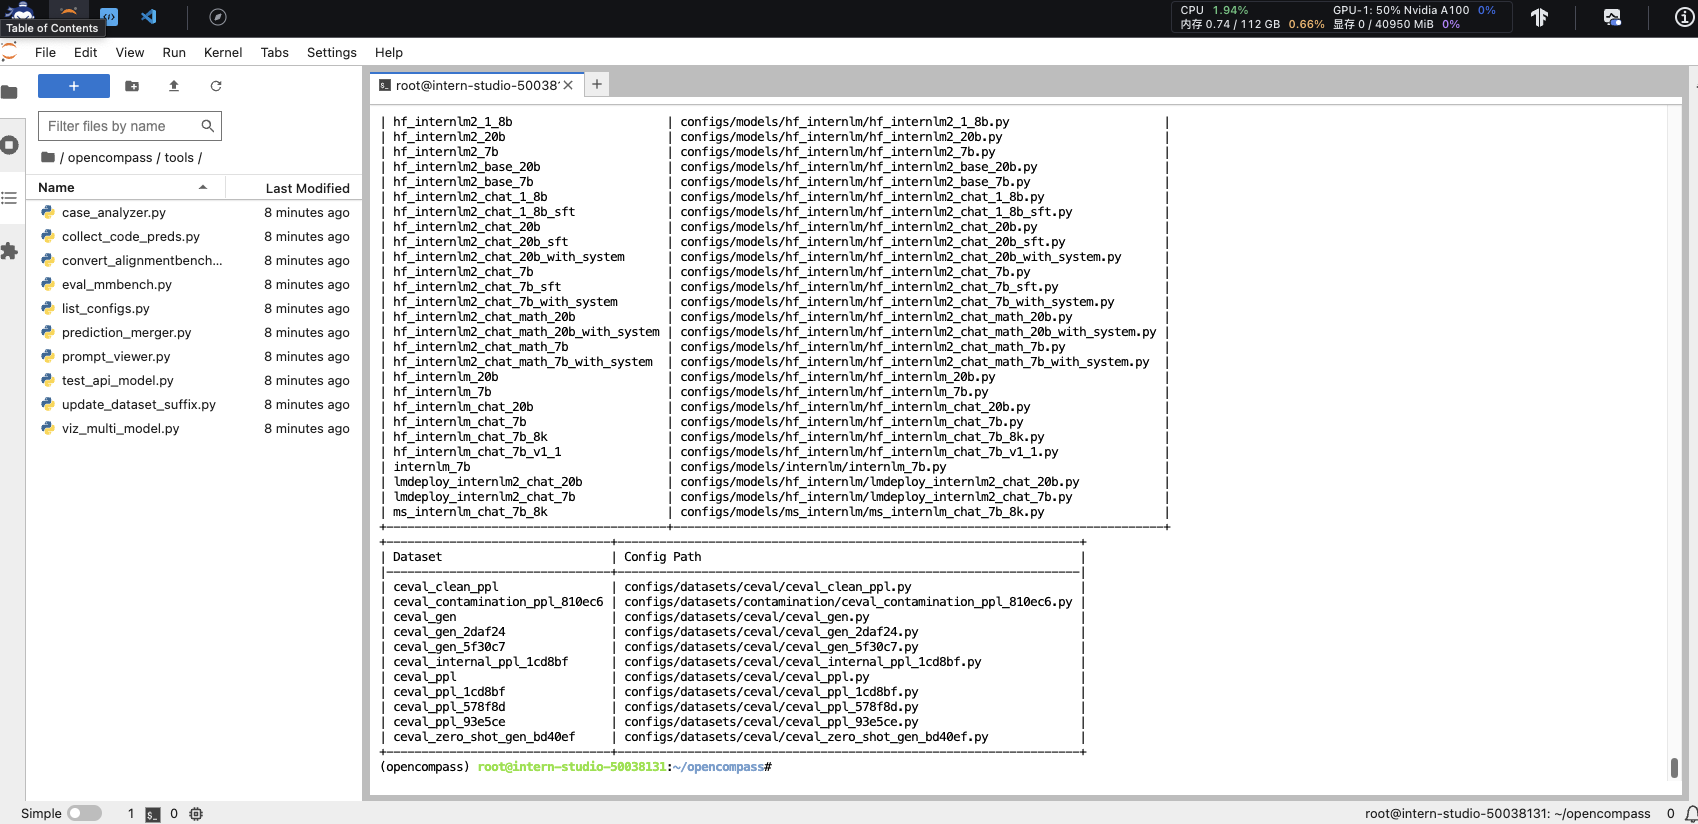 CPU 1.94% GPU-1: 50% Nvidia A100 0%
内存 0.74 / 112 GB 0.66% 显存 0 / 40950 MiB 0%
Table of Contents
File Edit View Run Kernel Tabs Settings Help
+
root@intern-studio-50038 × +
Filter files by name
/ opencompass / tools /
Name Last Modified
case_analyzer.py 8 minutes ago
collect_code_preds.py 8 minutes ago
convert_alignmentbench... 8 minutes ago
eval_mmbench.py 8 minutes ago
list_configs.py 8 minutes ago
prediction_merger.py 8 minutes ago
prompt_viewer.py 8 minutes ago
test_api_model.py 8 minutes ago
update_dataset_suffix.py 8 minutes ago
viz_multi_model.py 8 minutes ago
| hf_internlm2_1_8b | configs/models/hf_internlm/hf_internlm2_1_8b.py |
| hf_internlm2_20b | configs/models/hf_internlm/hf_internlm2_20b.py |
| hf_internlm2_7b | configs/models/hf_internlm/hf_internlm2_7b.py |
| hf_internlm2_base_20b | configs/models/hf_internlm/hf_internlm2_base_20b.py |
| hf_internlm2_base_7b | configs/models/hf_internlm/hf_internlm2_base_7b.py |
| hf_internlm2_chat_1_8b | configs/models/hf_internlm/hf_internlm2_chat_1_8b.py |
| hf_internlm2_chat_1_8b_sft | configs/models/hf_internlm/hf_internlm2_chat_1_8b_sft.py |
| hf_internlm2_chat_20b | configs/models/hf_internlm/hf_internlm2_chat_20b.py |
| hf_internlm2_chat_20b_sft | configs/models/hf_internlm/hf_internlm2_chat_20b_sft.py |
| hf_internlm2_chat_20b_with_system | configs/models/hf_internlm/hf_internlm2_chat_20b_with_system.py |
| hf_internlm2_chat_7b | configs/models/hf_internlm/hf_internlm2_chat_7b.py |
| hf_internlm2_chat_7b_sft | configs/models/hf_internlm/hf_internlm2_chat_7b_sft.py |
| hf_internlm2_chat_7b_with_system | configs/models/hf_internlm/hf_internlm2_chat_7b_with_system.py |
| hf_internlm2_chat_math_20b | configs/models/hf_internlm/hf_internlm2_chat_math_20b.py |
| hf_internlm2_chat_math_20b_with_system | configs/models/hf_internlm/hf_internlm2_chat_math_20b_with_system.py |
| hf_internlm2_chat_math_7b | configs/models/hf_internlm/hf_internlm2_chat_math_7b.py |
| hf_internlm2_chat_math_7b_with_system | configs/models/hf_internlm/hf_internlm2_chat_math_7b_with_system.py |
| hf_internlm_20b | configs/models/hf_internlm/hf_internlm_20b.py |
| hf_internlm_7b | configs/models/hf_internlm/hf_internlm_7b.py |
| hf_internlm_chat_20b | configs/models/hf_internlm/hf_internlm_chat_20b.py |
| hf_internlm_chat_7b | configs/models/hf_internlm/hf_internlm_chat_7b.py |
| hf_internlm_chat_7b_8k | configs/models/hf_internlm/hf_internlm_chat_7b_8k.py |
| hf_internlm_chat_7b_v1_1 | configs/models/hf_internlm/hf_internlm_chat_7b_v1_1.py |
| internlm_7b | configs/models/internlm/internlm_7b.py |
| lmdeploy_internlm2_chat_20b | configs/models/hf_internlm/lmdeploy_internlm2_chat_20b.py |
| lmdeploy_internlm2_chat_7b | configs/models/hf_internlm/lmdeploy_internlm2_chat_7b.py |
| ms_internlm_chat_7b_8k | configs/models/ms_internlm/ms_internlm_chat_7b_8k.py |
| Dataset | Config Path |
| ceval_clean_ppl | configs/datasets/ceval/ceval_clean_ppl.py |
| ceval_contamination_ppl_810ec6 | configs/datasets/contamination/ceval_contamination_ppl_810ec6.py |
| ceval_gen | configs/datasets/ceval/ceval_gen.py |
| ceval_gen_2daf24 | configs/datasets/ceval/ceval_gen_2daf24.py |
| ceval_gen_5f30c7 | configs/datasets/ceval/ceval_gen_5f30c7.py |
| ceval_internal_ppl_1cd8bf | configs/datasets/ceval/ceval_internal_ppl_1cd8bf.py |
| ceval_ppl | configs/datasets/ceval/ceval_ppl.py |
| ceval_ppl_1cd8bf | configs/datasets/ceval/ceval_ppl_1cd8bf.py |
| ceval_ppl_578f8d | configs/datasets/ceval/ceval_ppl_578f8d.py |
| ceval_ppl_93e5ce | configs/datasets/ceval/ceval_ppl_93e5ce.py |
| ceval_zero_shot_gen_bd40ef | configs/datasets/ceval/ceval_zero_shot_gen_bd40ef.py |
(opencompass) root@intern-studio-50038131:~/opencompass#
Simple 1 0 root@intern-studio-50038131: ~/opencompass 0